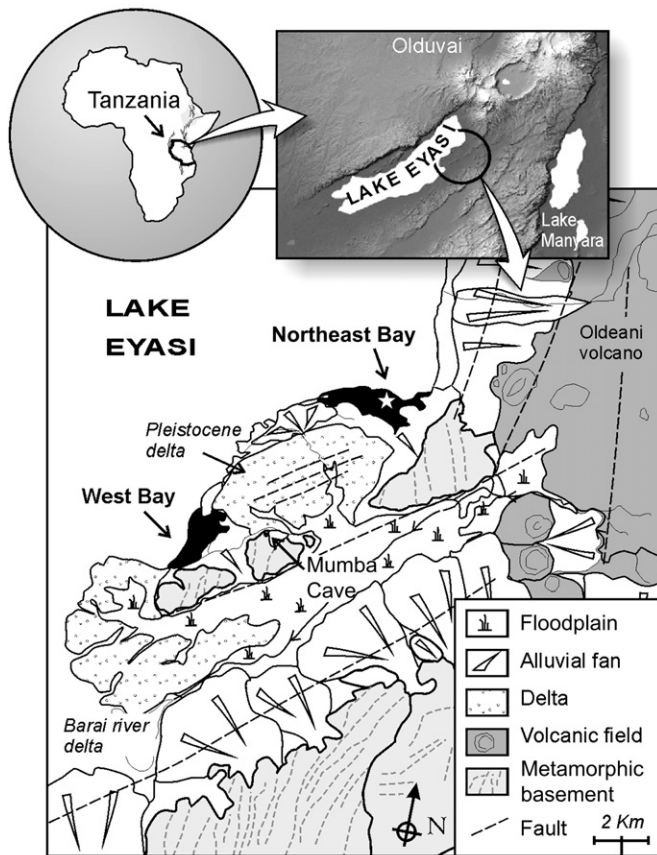 Tanzania
Olduvai
LAKE EYASI
Lake
Manyara
LAKE
EYASI
Northeast Bay
Oldeani
volcano
Pleistocene
delta
West Bay
Mumba
Cave
Barai river
delta
Floodplain
Alluvial fan
Delta
Volcanic field
Metamorphic
basement
Fault
2 Km
N